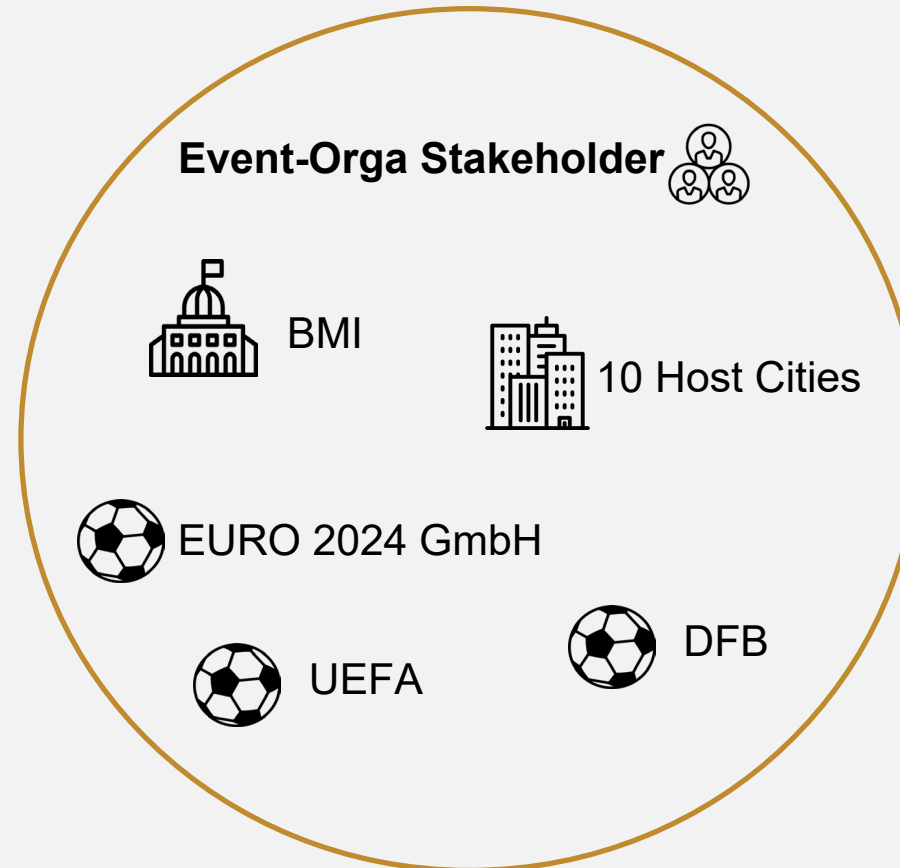 Event-Orga Stakeholder
BMI
10 Host Cities
EURO 2024 GmbH
DFB
UEFA